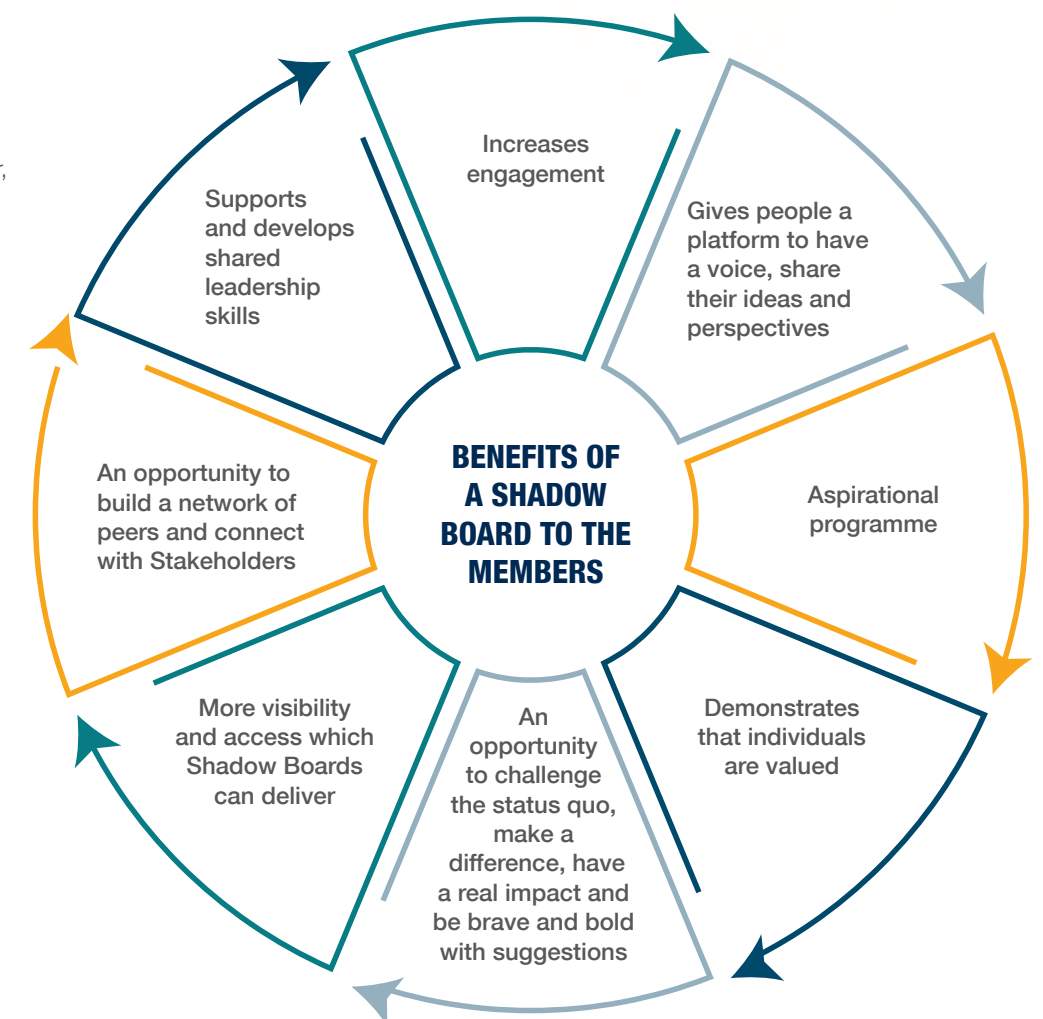 Increases
engagement
Gives people a
platform to have
a voice, share
their ideas and
perspectives
Aspirational
programme
Demonstrates
that individuals
are valued
An
opportunity
to challenge
the status quo,
make a
difference, have
a real impact and
be brave and bold
with suggestions
More visibility
and access which
Shadow Boards
can deliver
An opportunity to
build a network of
peers and connect
with Stakeholders
Supports
and develops
shared
leadership
skills
BENEFITS OF
A SHADOW
BOARD TO THE
MEMBERS